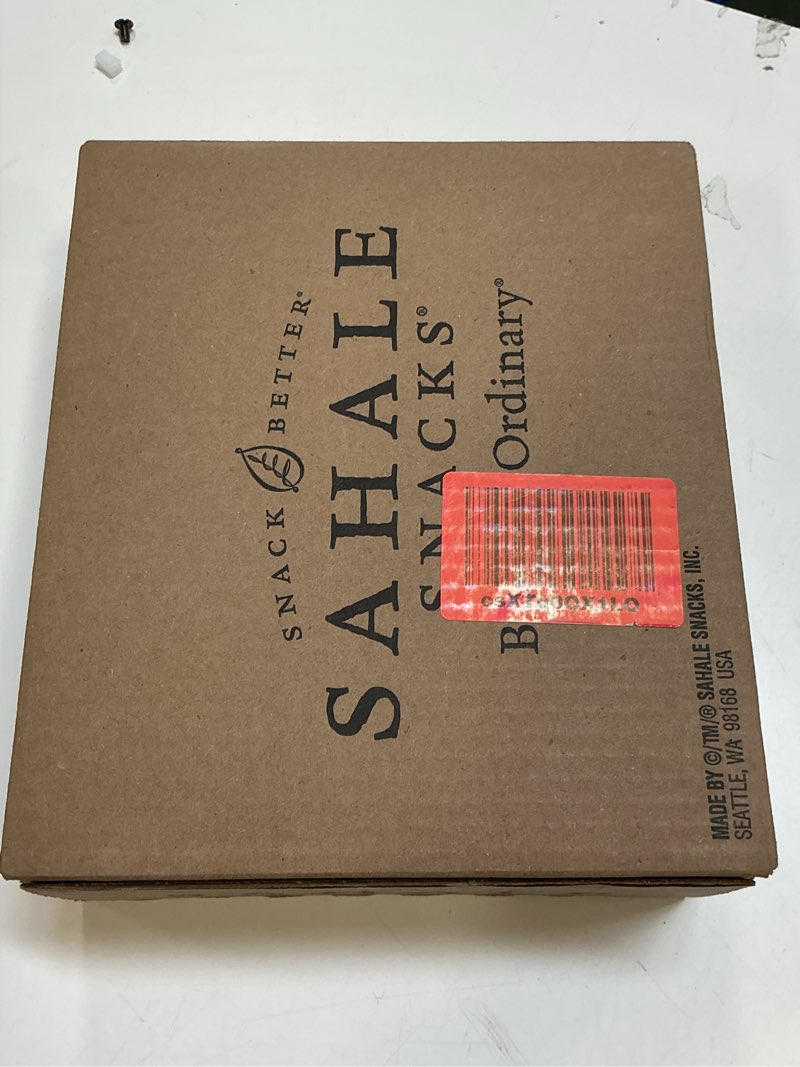 SNACK BETTER®
SAHALE
SNACKS®
Ordinary®
MADE BY ©/TM/® SAHALE SNACKS, INC.
SEATTLE, WA 98168 USA